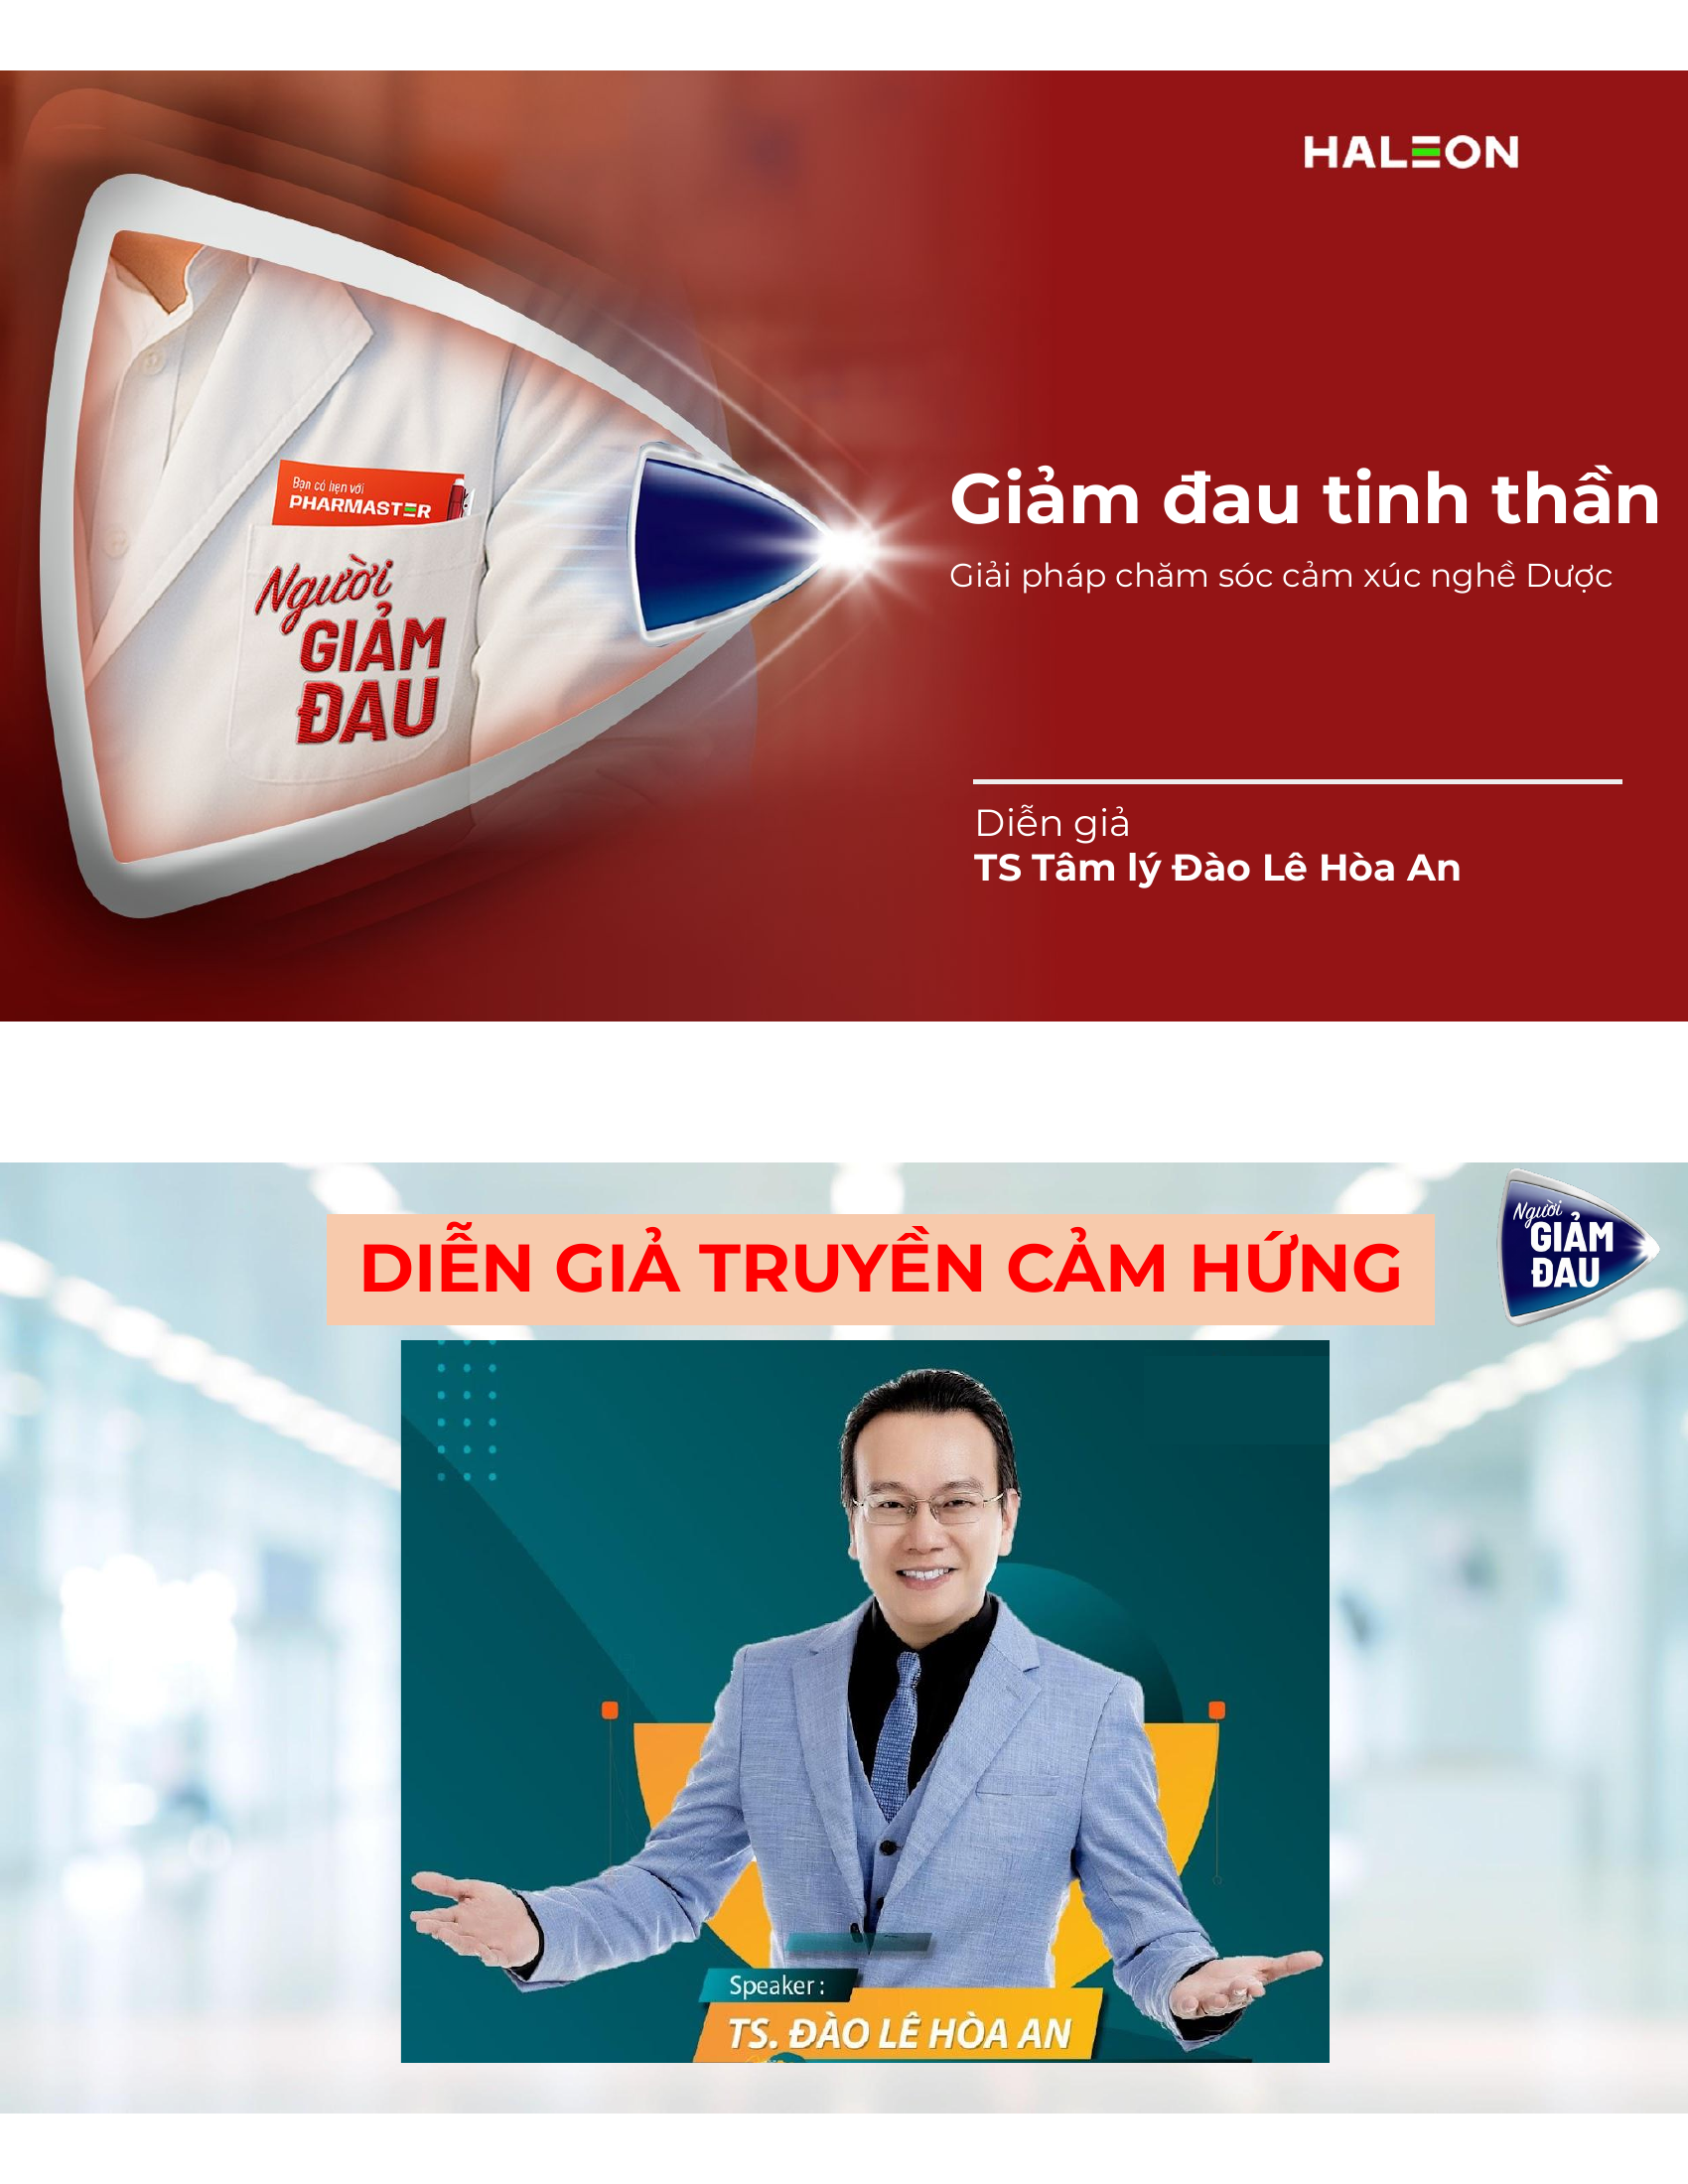 HALEON
Bạn có hẹn với
PHARMASTER
Người
GIẢM
ĐAU
Giảm đau tinh thần
Giải pháp chăm sóc cảm xúc nghề Dược
Diễn giả
TS Tâm lý Đào Lê Hòa An
DIỄN GIẢ TRUYỀN CẢM HỨNG
Người
GIẢM
ĐAU
Speaker :
TS. ĐÀO LÊ HÒA AN